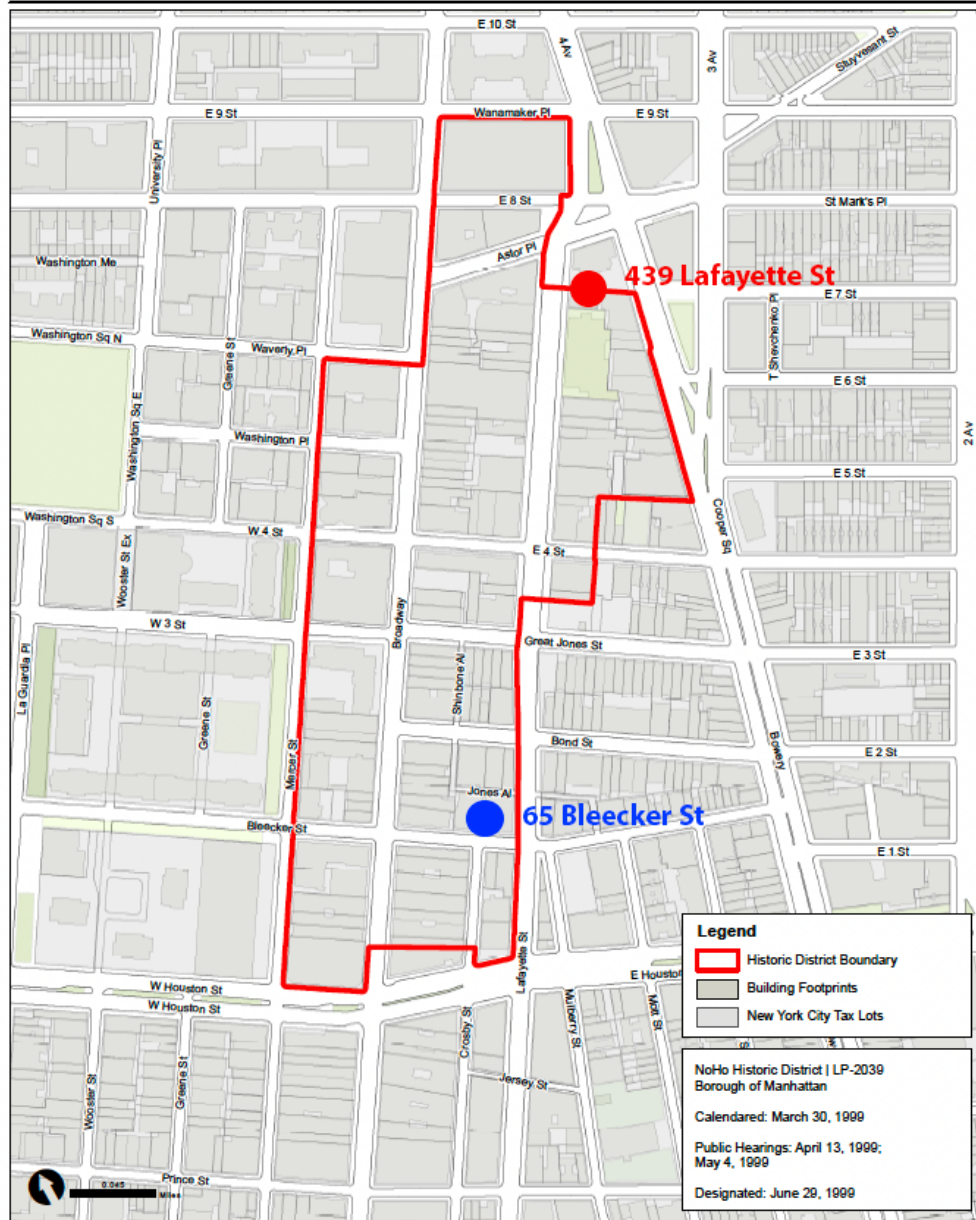 E 10 St
4 Av
3 Av
Stuyvesant St
E 9 St
Wanamaker Pl
E 9 St
University Pl
E 8 St
St Mark's Pl
Astor Pl
Washington Me
439 Lafayette St
E 7 St
T Shevchenko Pl
Washington Sq N
Waverly Pl
Greene St
Washington Sq E
E 6 St
Washington Pl
2 Av
E 5 St
Washington Sq S
W 4 St
Cooper Sq
E 4 St
Wooster St Ex
Broadway
W 3 St
Great Jones St
La Guardia Pl
Shinbone Al
E 3 St
Greene St
Mercer St
Bond St
Bowery
E 2 St
Jones Al
65 Bleecker St
Bleecker St
E 1 St
Lafayette St
Legend
Historic District Boundary
Building Footprints
New York City Tax Lots
E Houston
W Houston St
W Houston St
Crosby St
Mulberry St
Mott St
Jersey St
Wooster St
Greene St
Prince St
NoHo Historic District | LP-2039
Borough of Manhattan
Calendared: March 30, 1999
Public Hearings: April 13, 1999;
May 4, 1999
Designated: June 29, 1999
0.045
Miles